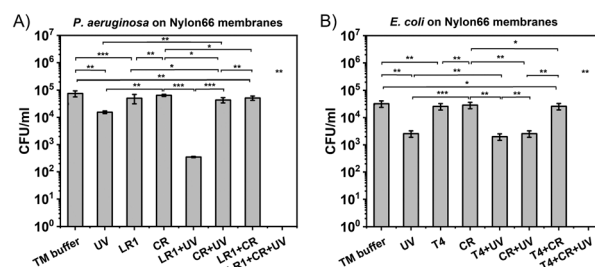 A)
P. aeruginosa on Nylon66 membranes
CFU/ml
10^7
10^6
10^5
10^4
10^3
10^2
10^1
10^0
**
***
**
*
**
*
*
**
**
**
***
***
**
TM buffer
UV
LR1
CR
LR1+UV
CR+UV
LR1+CR
LR1+CR+UV
B)
E. coli on Nylon66 membranes
CFU/ml
10^7
10^6
10^5
10^4
10^3
10^2
10^1
10^0
*
**
**
**
**
**
**
**
*
***
**
**
**
TM buffer
UV
T4
CR
T4+UV
CR+UV
T4+CR
T4+CR+UV